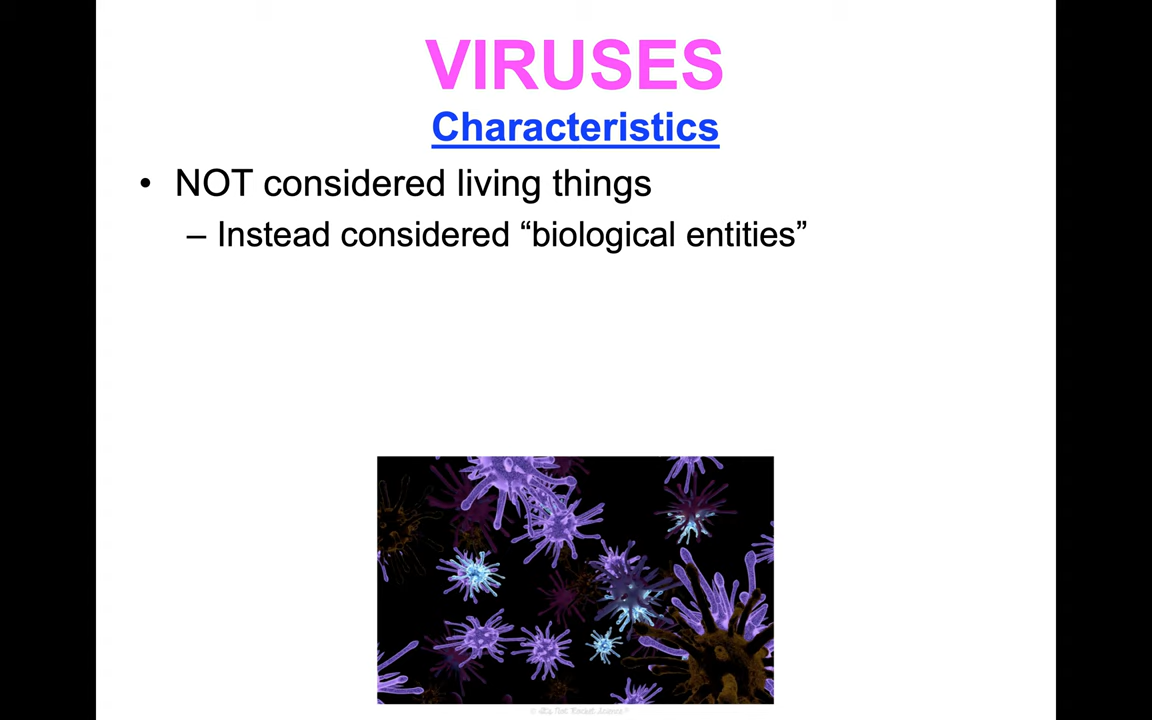 VIRUSES
Characteristics
• NOT considered living things
– Instead considered “biological entities”